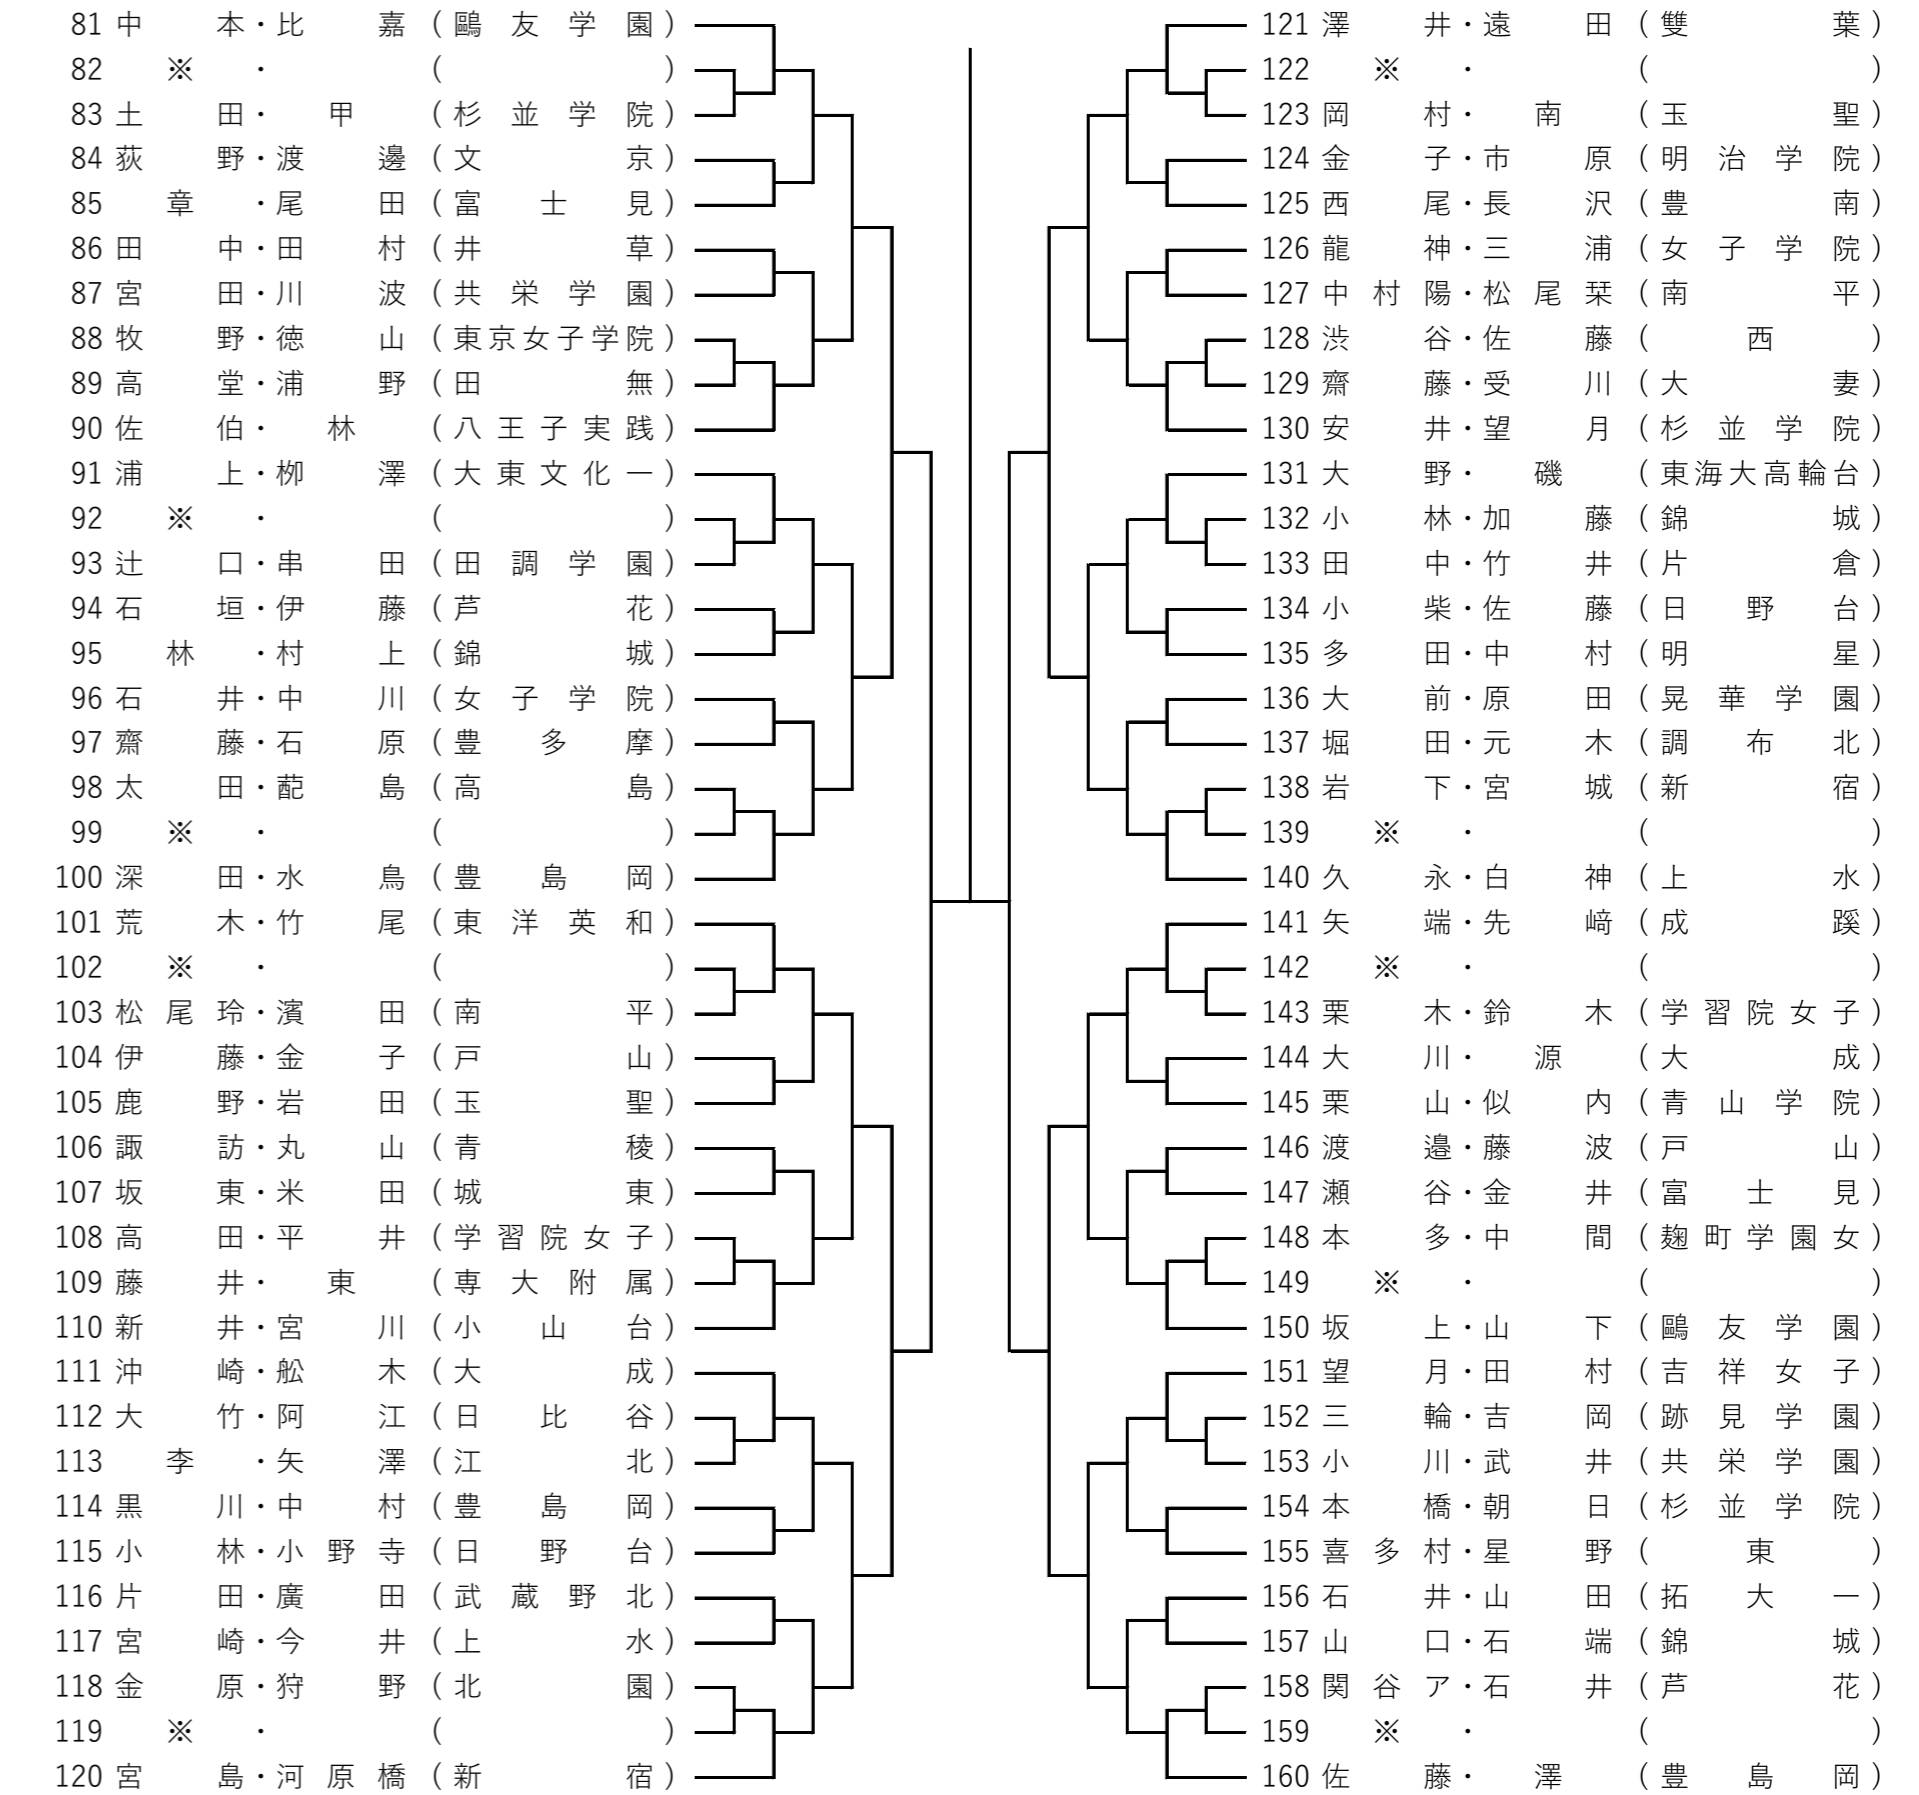 81 中本・比嘉 (鷗友学園)
82 ※・ ( )
83 土田・甲 (杉並学院)
84 荻野・渡邊 (文京)
85 章・尾田 (富士見)
86 田中・田村 (井草)
87 宮田・川波 (共栄学園)
88 牧野・徳山 (東京女子学院)
89 高堂・浦野 (田無)
90 佐伯・林 (八王子実践)
91 浦上・栁澤 (大東文化一)
92 ※・ ( )
93 辻口・串田 (田調学園)
94 石垣・伊藤 (芦花)
95 林・村上 (錦城)
96 石井・中川 (女子学院)
97 齋藤・石原 (豊多摩)
98 太田・蓜島 (高島)
99 ※・ ( )
100 深田・水鳥 (豊島岡)
101 荒木・竹尾 (東洋英和)
102 ※・ ( )
103 松尾玲・濱田 (南平)
104 伊藤・金子 (戸山)
105 鹿野・岩田 (玉聖)
106 諏訪・丸山 (青稜)
107 坂東・米田 (城東)
108 高田・平井 (学習院女子)
109 藤井・東 (専大附属)
110 新井・宮川 (小山台)
111 沖崎・舩木 (大成)
112 大竹・阿江 (日比谷)
113 李・矢澤 (江北)
114 黒川・中村 (豊島岡)
115 小林・小野寺 (日野台)
116 片田・廣田 (武蔵野北)
117 宮崎・今井 (上水)
118 金原・狩野 (北園)
119 ※・ ( )
120 宮島・河原橋 (新宿)
121 澤井・遠田 (雙葉)
122 ※・ ( )
123 岡村・南 (玉聖)
124 金子・市原 (明治学院)
125 西尾・長沢 (豊南)
126 龍神・三浦 (女子学院)
127 中村陽・松尾栞 (南平)
128 渋谷・佐藤 (西)
129 齋藤・受川 (大妻)
130 安井・望月 (杉並学院)
131 大野・磯 (東海大高輪台)
132 小林・加藤 (錦城)
133 田中・竹井 (片倉)
134 小柴・佐藤 (日野台)
135 多田・中村 (明星)
136 大前・原田 (晃華学園)
137 堀田・元木 (調布北)
138 岩下・宮城 (新宿)
139 ※・ ( )
140 久永・白神 (上水)
141 矢端・先﨑 (成蹊)
142 ※・ ( )
143 栗木・鈴木 (学習院女子)
144 大川・源 (大成)
145 栗山・似内 (青山学院)
146 渡邉・藤波 (戸山)
147 瀬谷・金井 (富士見)
148 本多・中間 (麹町学園女)
149 ※・ ( )
150 坂上・山下 (鷗友学園)
151 望月・田村 (吉祥女子)
152 三輪・吉岡 (跡見学園)
153 小川・武井 (共栄学園)
154 本橋・朝日 (杉並学院)
155 喜多村・星野 (東)
156 石井・山田 (拓大一)
157 山口・石端 (錦城)
158 関谷ア・石井 (芦花)
159 ※・ ( )
160 佐藤・澤 (豊島岡)